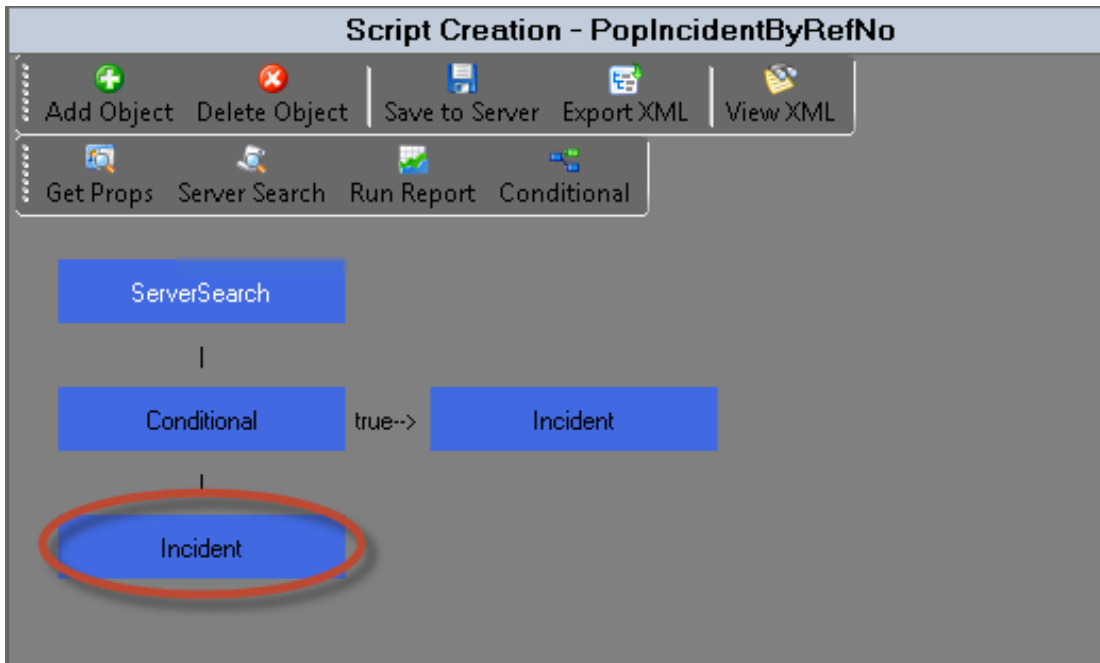 Script Creation - PopIncidentByRefNo
Add Object Delete Object Save to Server Export XML View XML
Get Props Server Search Run Report Conditional
ServerSearch
|
Conditional true--> Incident
|
Incident